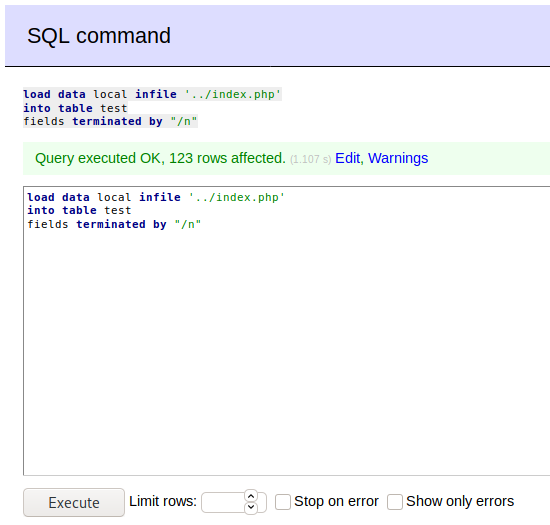 SQL command
load data local infile '../index.php'
into table test
fields terminated by "/n"
Query executed OK, 123 rows affected. (1.107 s) Edit, Warnings
load data local infile '../index.php'
into table test
fields terminated by "/n"
Execute Limit rows: Stop on error Show only errors